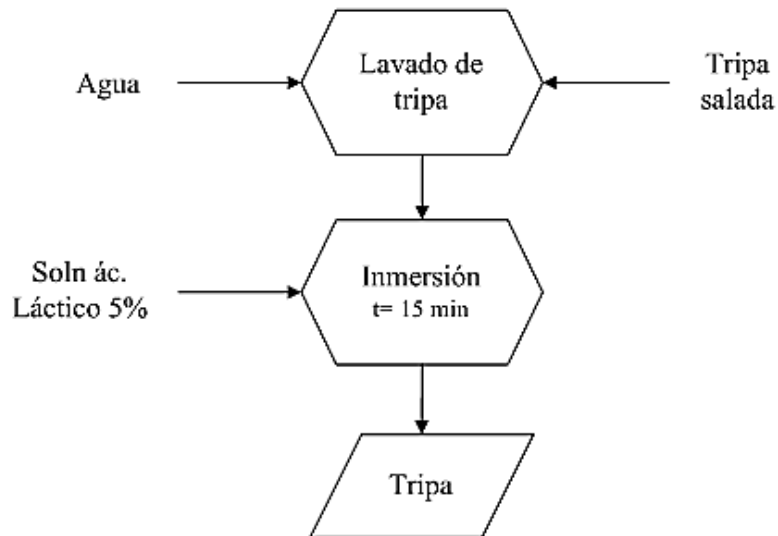 Agua
Lavado de
tripa
Tripa
salada
Soln ác.
Láctico 5%
Inmersión
t= 15 min
Tripa